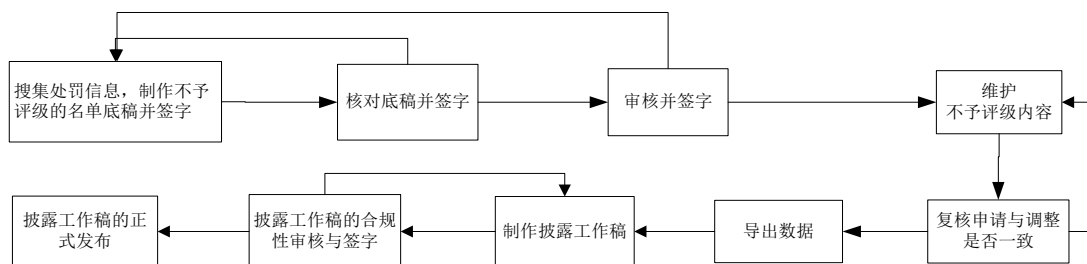 搜集处罚信息，制作不予
评级的名单底稿并签字
核对底稿并签字
审核并签字
维护
不予评级内容
披露工作稿的正
式发布
披露工作稿的合规
性审核与签字
制作披露工作稿
导出数据
复核申请与调整
是否一致